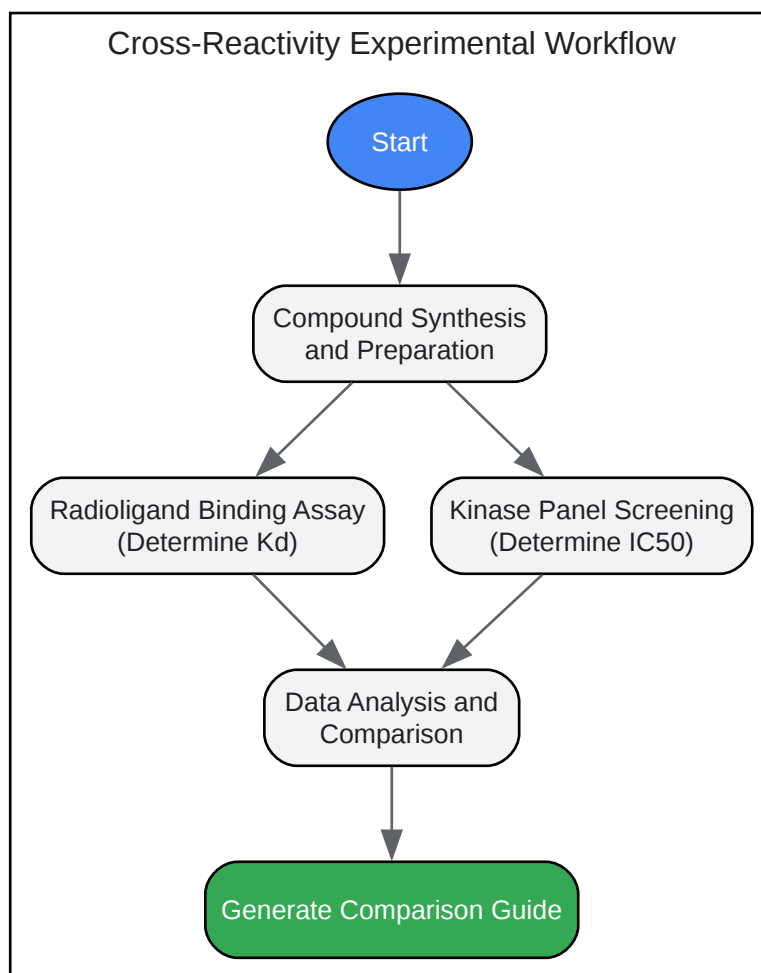 Cross-Reactivity Experimental Workflow
Start
Compound Synthesis
and Preparation
Radioligand Binding Assay
(Determine Kd)
Kinase Panel Screening
(Determine IC50)
Data Analysis and
Comparison
Generate Comparison Guide